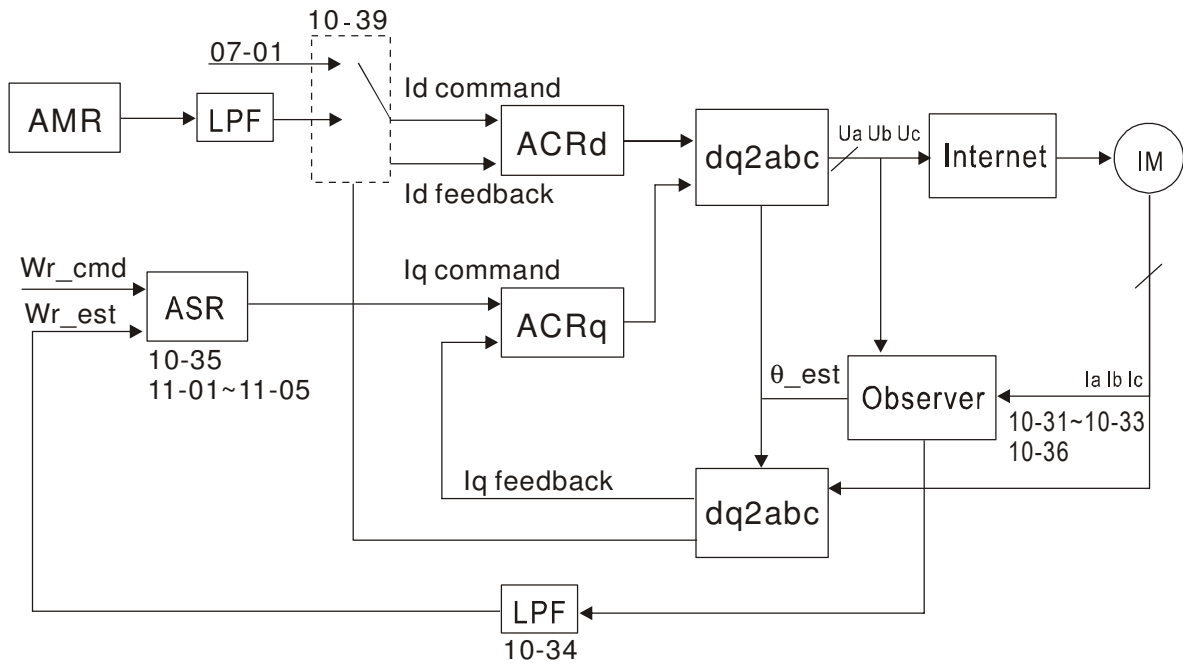 10-39
07-01
AMR
LPF
Id command
ACRd
Id feedback
dq2abc
Ua Ub Uc
Internet
IM
Wr_cmd
Wr_est
ASR
10-35
11-01~11-05
Iq command
ACRq
θ_est
Observer
Ia Ib Ic
10-31~10-33
10-36
Iq feedback
dq2abc
LPF
10-34